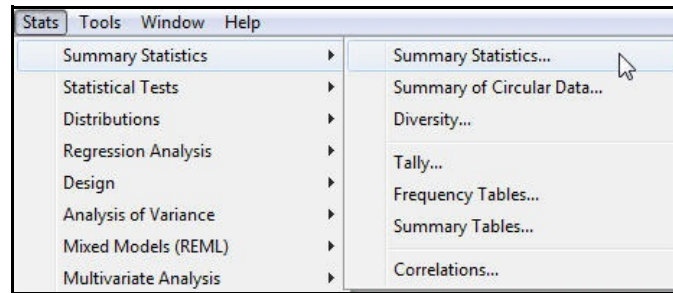 Stats Tools Window Help
Summary Statistics
Statistical Tests
Distributions
Regression Analysis
Design
Analysis of Variance
Mixed Models (REML)
Multivariate Analysis
Summary Statistics...
Summary of Circular Data...
Diversity...
Tally...
Frequency Tables...
Summary Tables...
Correlations...